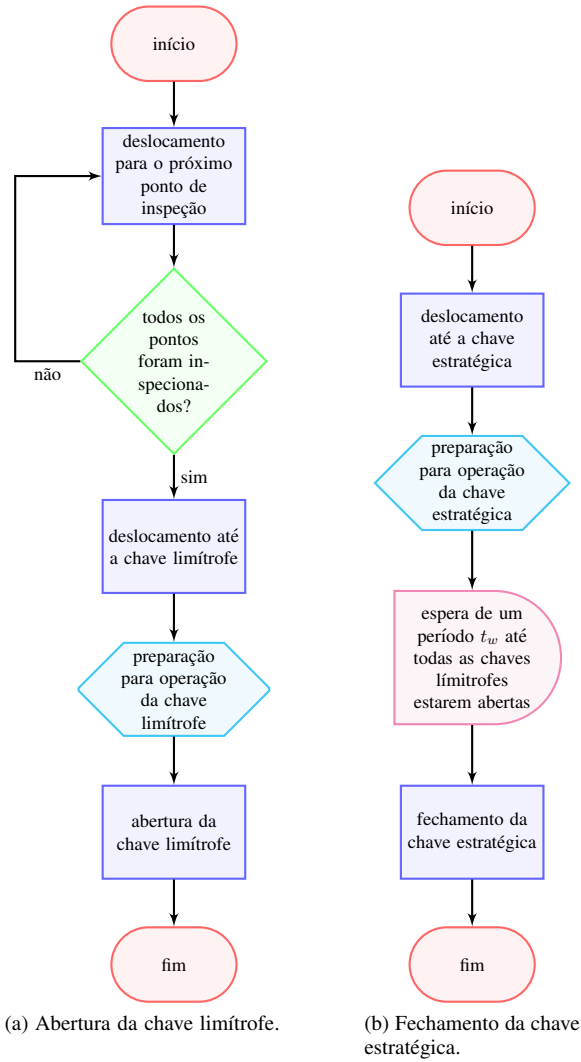 início
deslocamento
para o próximo
ponto de
inspeção
todos os
pontos
foram in-
speciona-
dos?
não
sim
deslocamento até
a chave limítrofe
preparação
para operação
da chave
limítrofe
abertura da
chave limítrofe
fim
(a) Abertura da chave limítrofe.
início
deslocamento
até a chave
estratégica
preparação
para operação
da chave
estratégica
espera de um
período t_w até
todas as chaves
límitrofes
estarem abertas
fechamento da
chave estratégica
fim
(b) Fechamento da chave
estratégica.